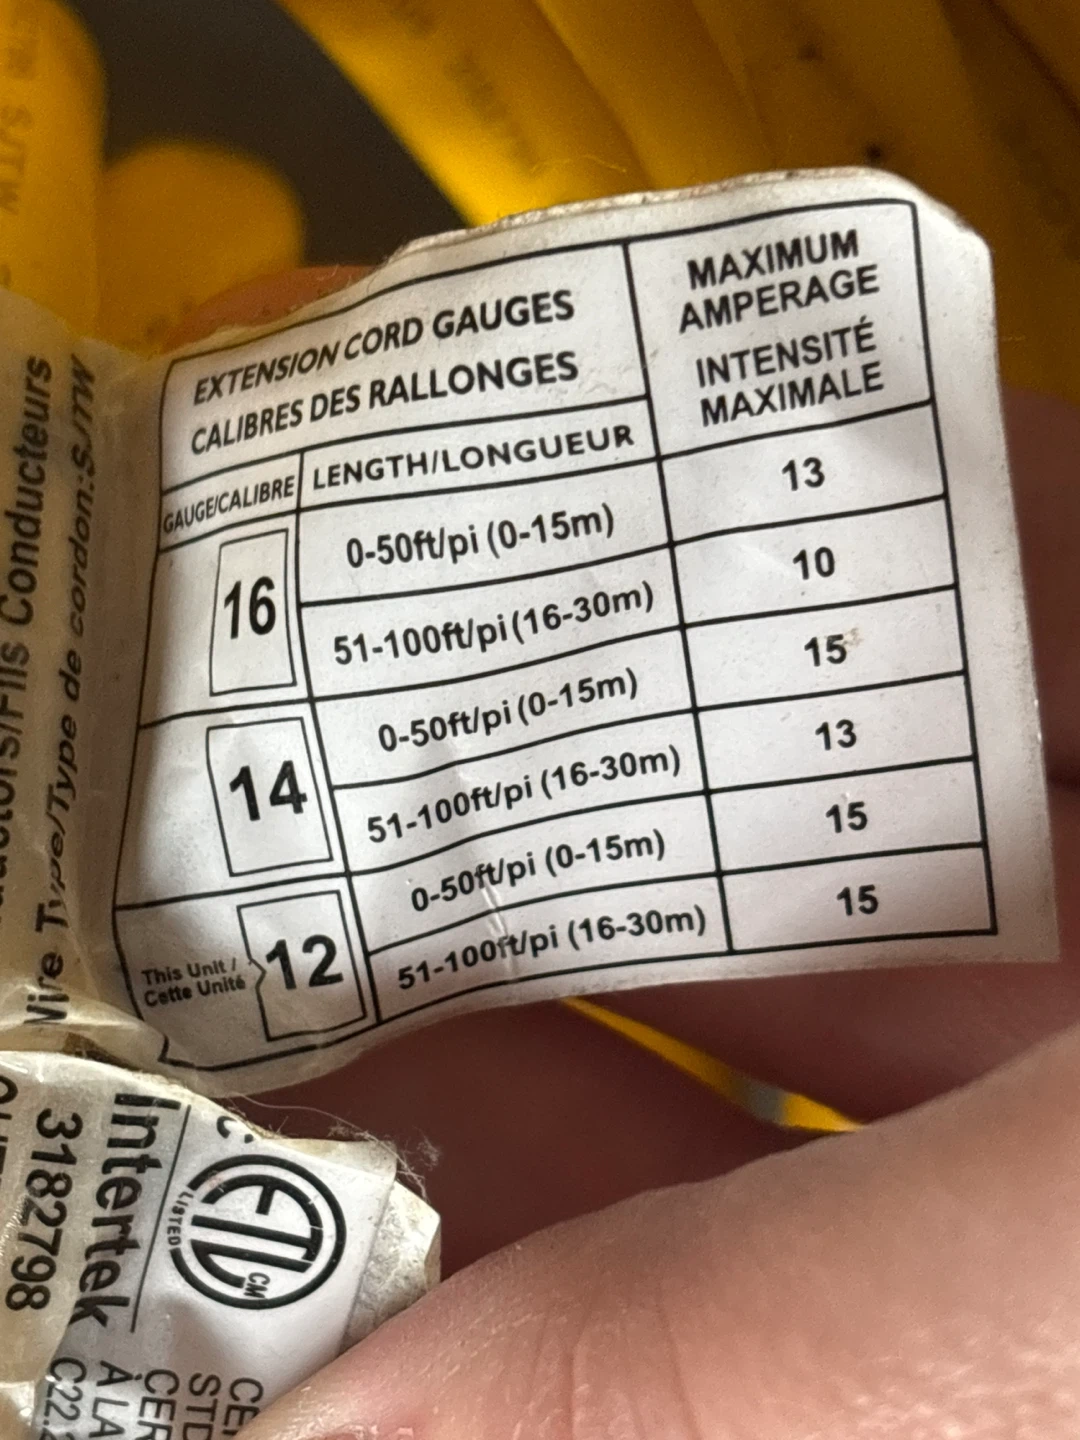 EXTENSION CORD GAUGES
CALIBRES DES RALLONGES
MAXIMUM
AMPERAGE
INTENSITÉ
MAXIMALE
GAUGE/CALIBRE
LENGTH/LONGUEUR
16
0-50ft/pi (0-15m)
13
51-100ft/pi (16-30m)
10
14
0-50ft/pi (0-15m)
15
51-100ft/pi (16-30m)
13
This Unit /
Cette Unité
12
0-50ft/pi (0-15m)
15
51-100ft/pi (16-30m)
15
Fils Conducteurs
Wire Type/Type de cordon:SJTW
C
ETL
CM
LISTED
Intertek
3182798